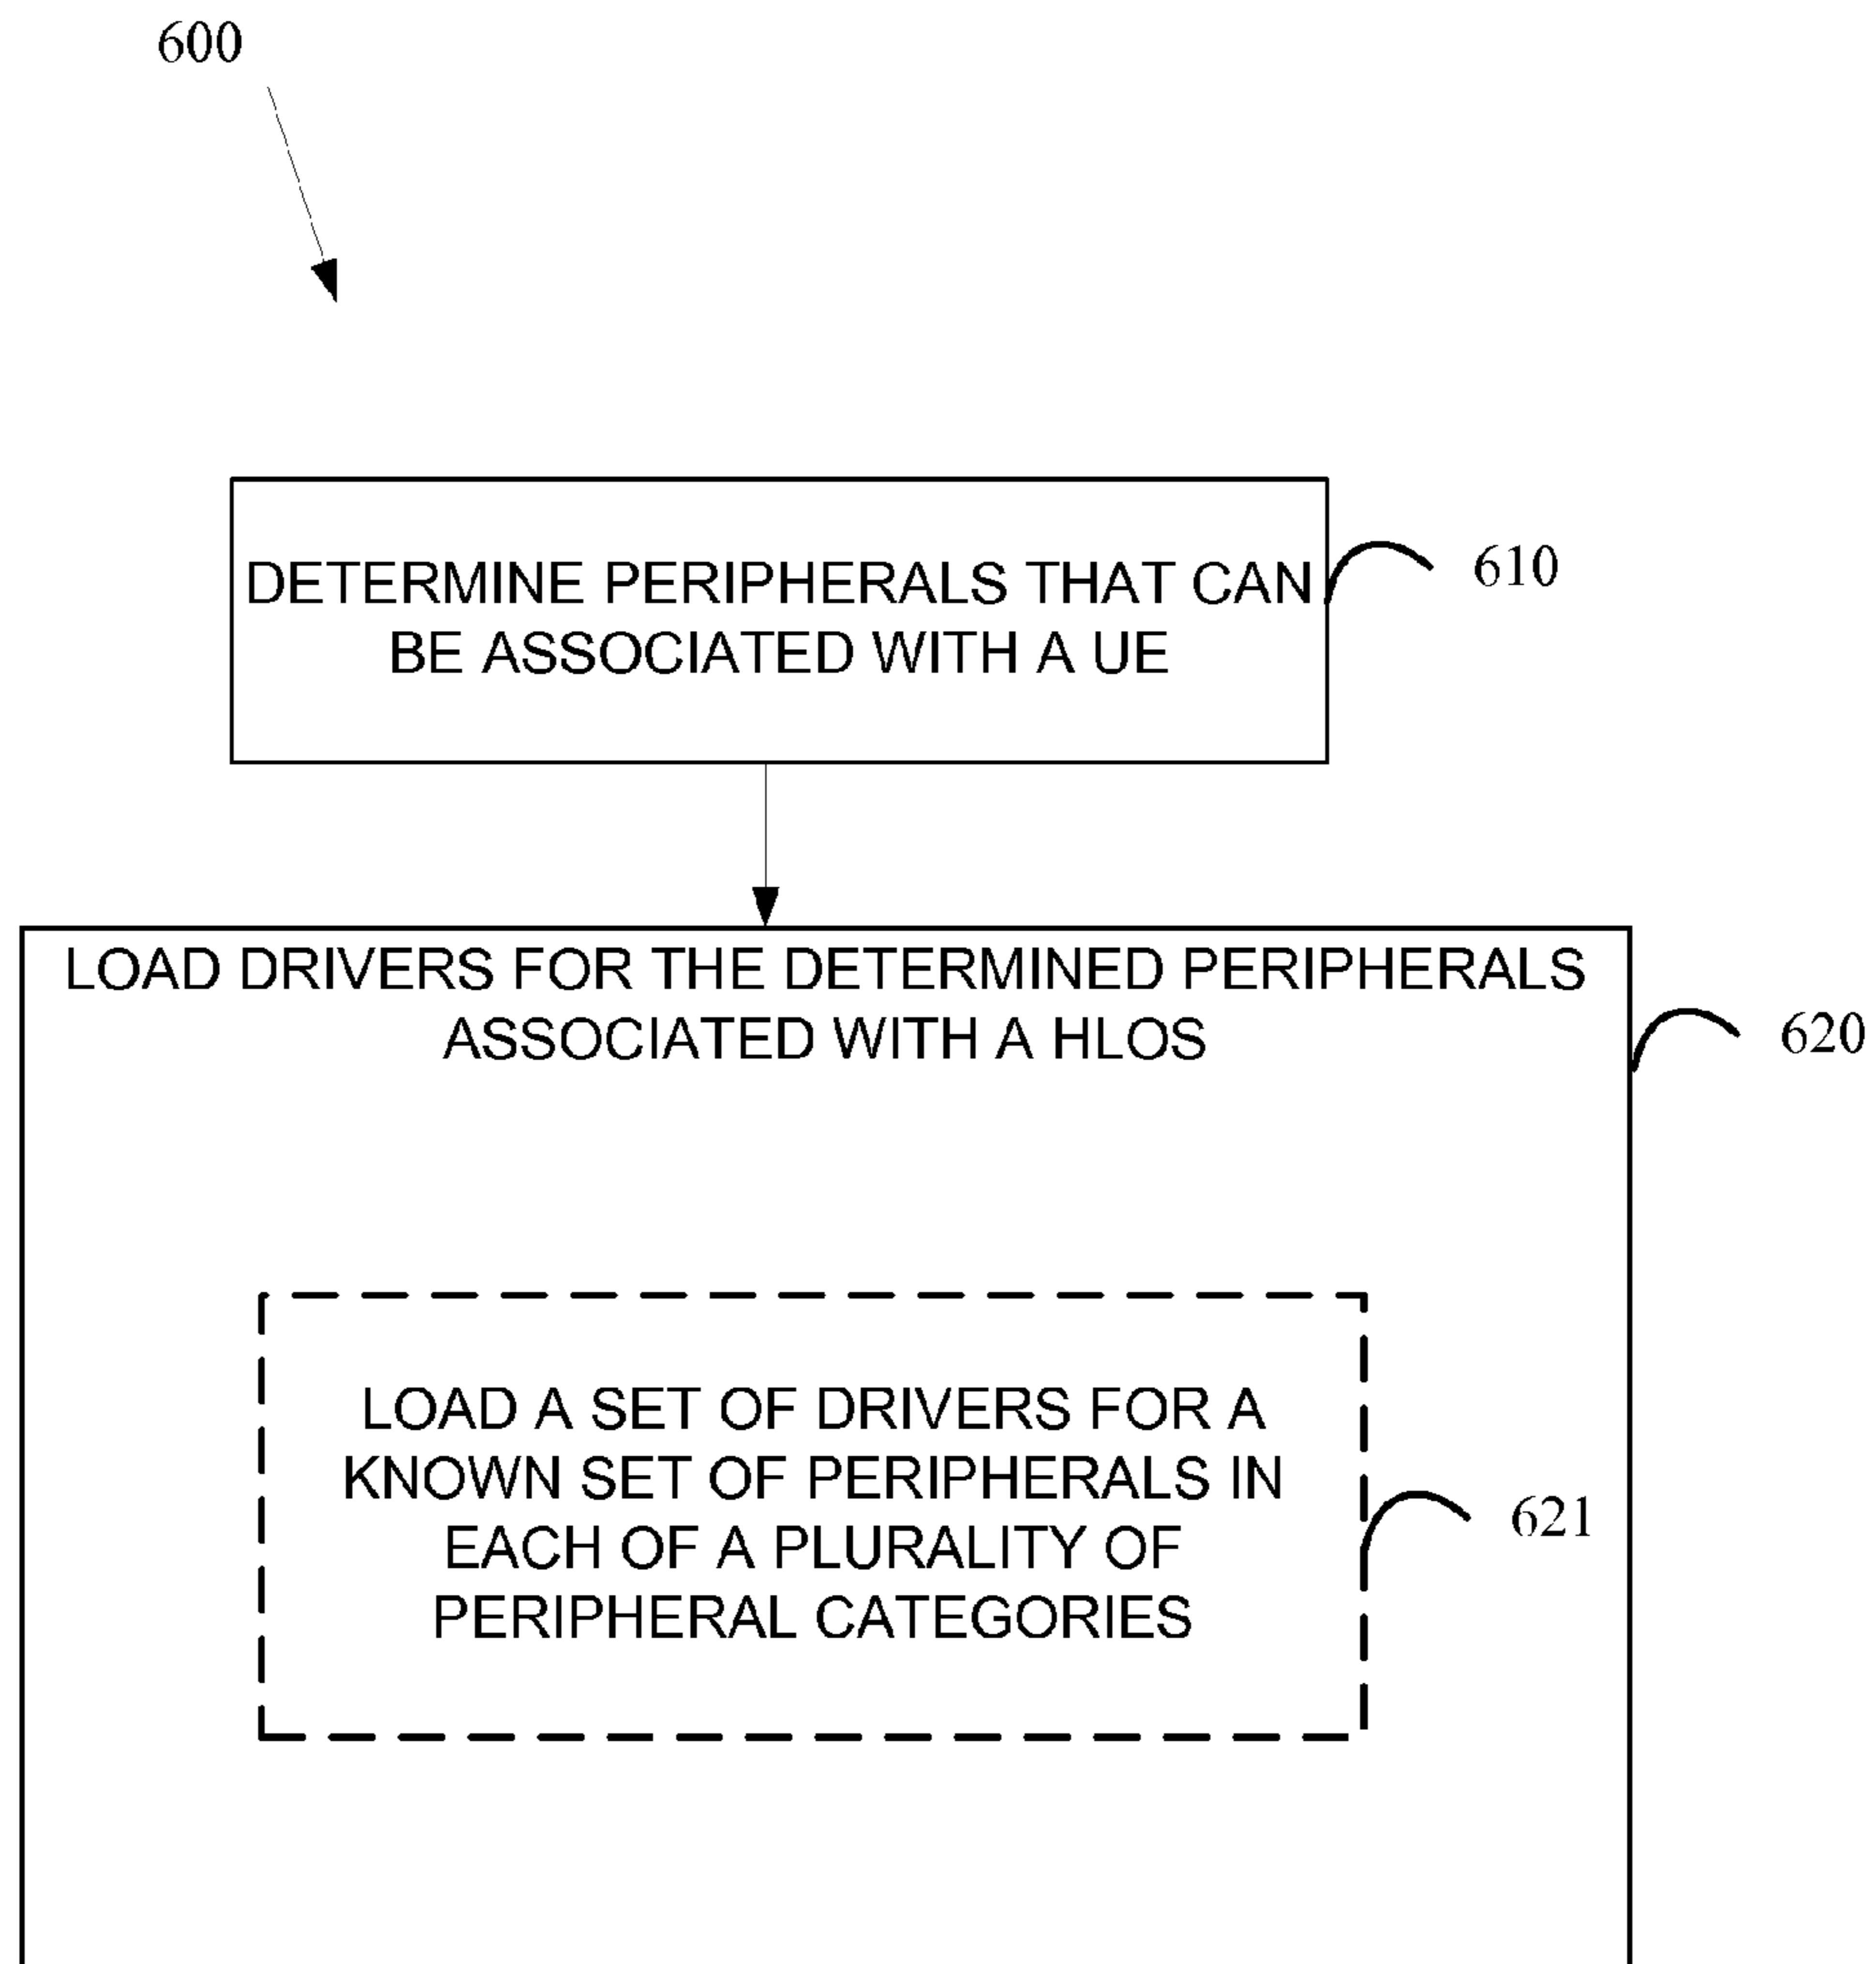 600
DETERMINE PERIPHERALS THAT CAN
BE ASSOCIATED WITH A UE
610
LOAD DRIVERS FOR THE DETERMINED PERIPHERALS
ASSOCIATED WITH A HLOS
620
LOAD A SET OF DRIVERS FOR A
KNOWN SET OF PERIPHERALS IN
EACH OF A PLURALITY OF
PERIPHERAL CATEGORIES
621